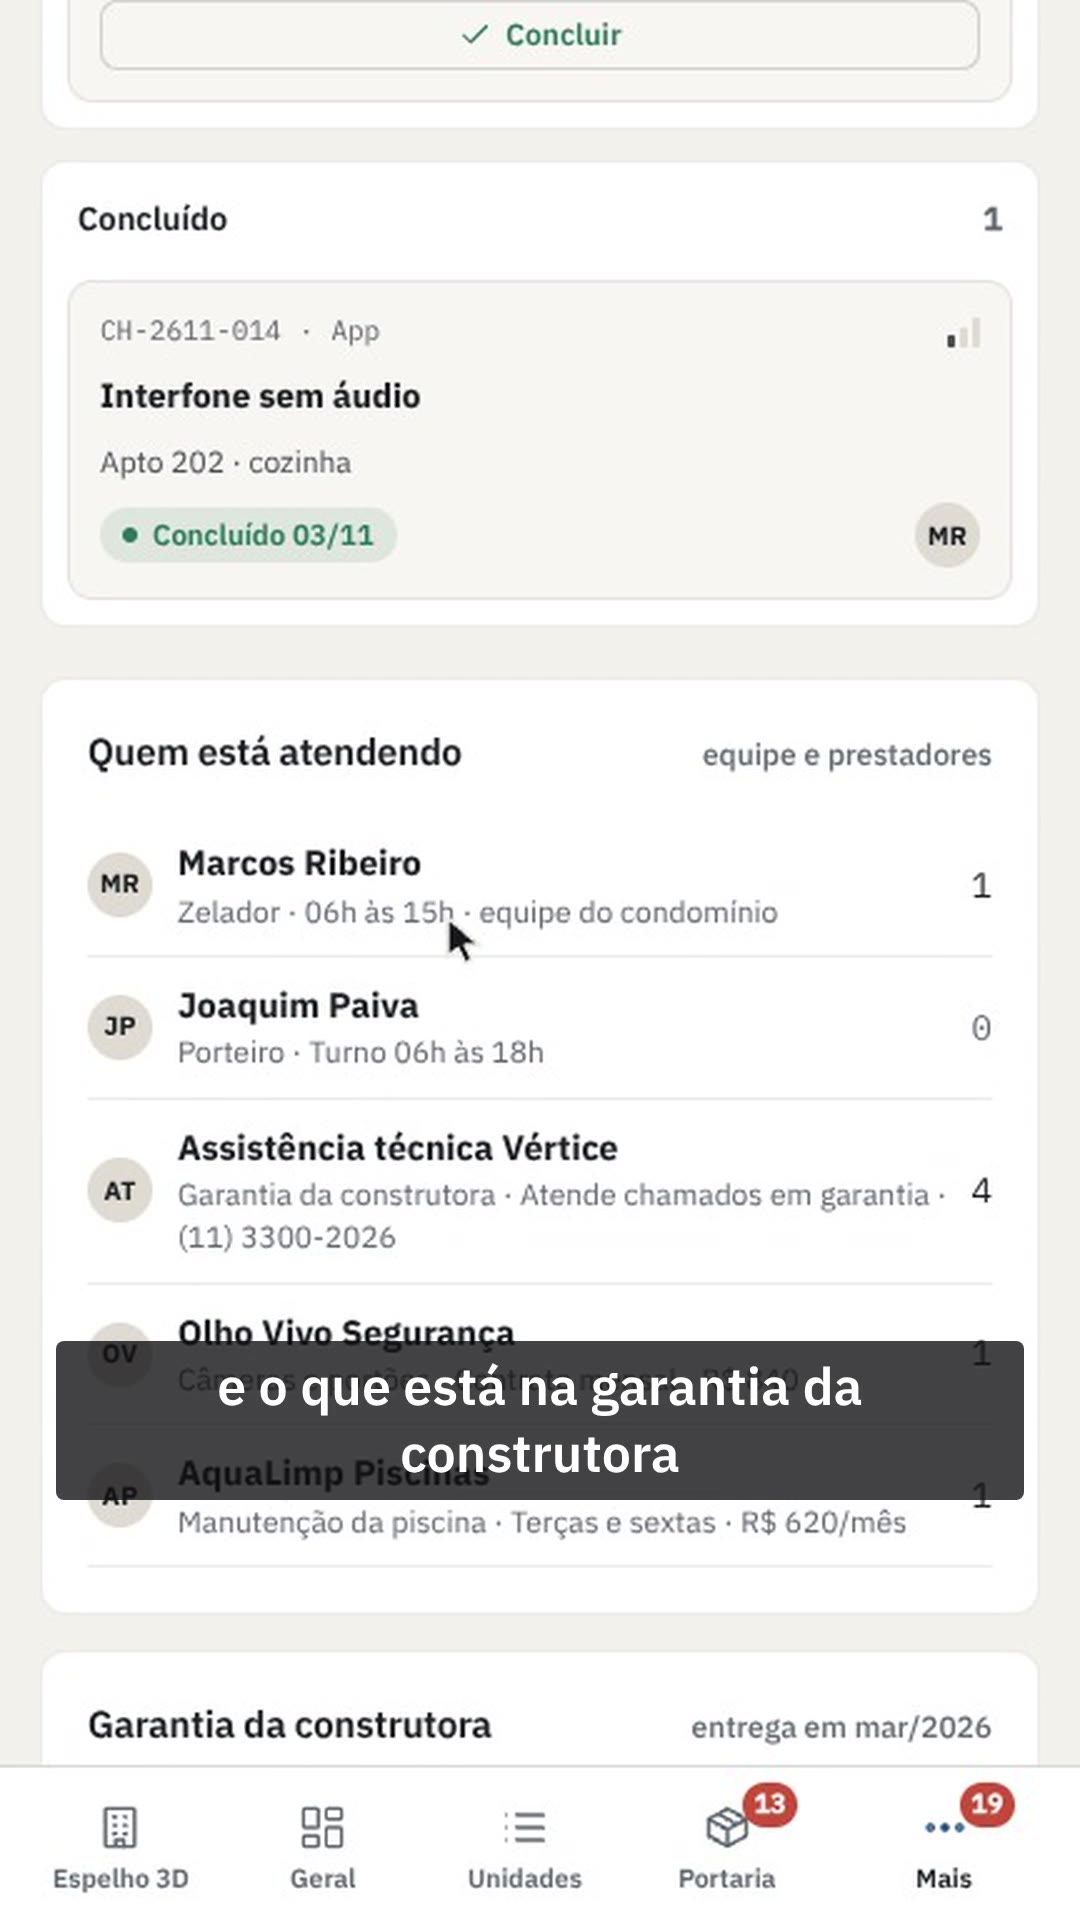 Concluir
Concluído 1
CH-2611-014 · App
Interfone sem áudio
Apto 202 · cozinha
Concluído 03/11 MR
Quem está atendendo equipe e prestadores
MR Marcos Ribeiro 1
Zelador · 06h às 15h · equipe do condomínio
JP Joaquim Paiva 0
Porteiro · Turno 06h às 18h
AT Assistência técnica Vértice 4
Garantia da construtora · Atende chamados em garantia ·
(11) 3300-2026
OV Olho Vivo Segurança 1
e o que está na garantia da
construtora
AP AquaLimp Piscinas 1
Manutenção da piscina · Terças e sextas · R$ 620/mês
Garantia da construtora entrega em mar/2026
13 19
Espelho 3D Geral Unidades Portaria Mais